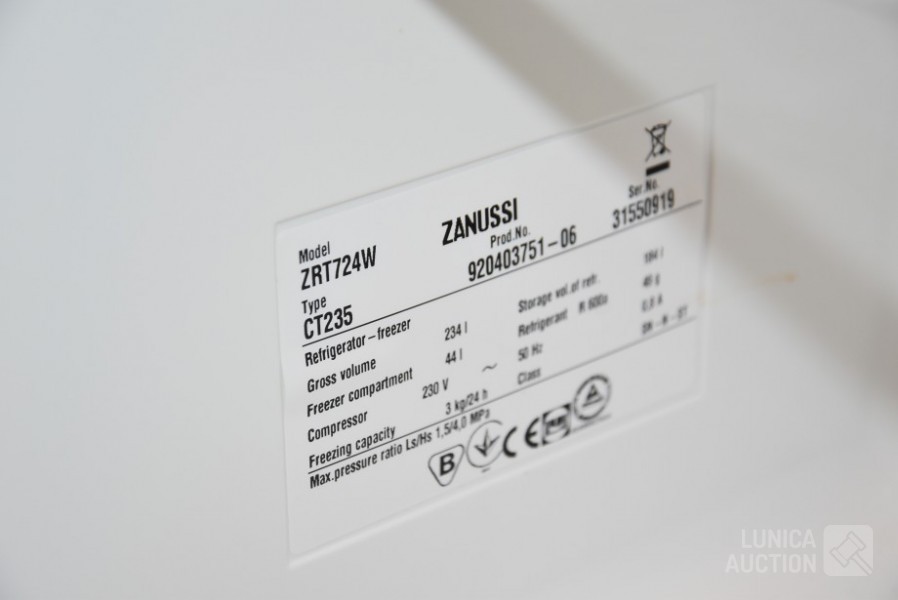 Model
ZRT724W
ZANUSSI
Type
CT235
Prod.No.
920403751-06
Ser.No.
31550919
Refrigerator-freezer
Gross volume 234 l
Storage vol.of refr.
Freezer compartment 44 l
Refrigerant R 600a 46 g
Compressor 230 V ~ 50 Hz
Freezing capacity 3 kg/24 h
Class
Max.pressure ratio Ls/Hs 1,5/4,0 MPa
B
CE
LUNICA
AUCTION